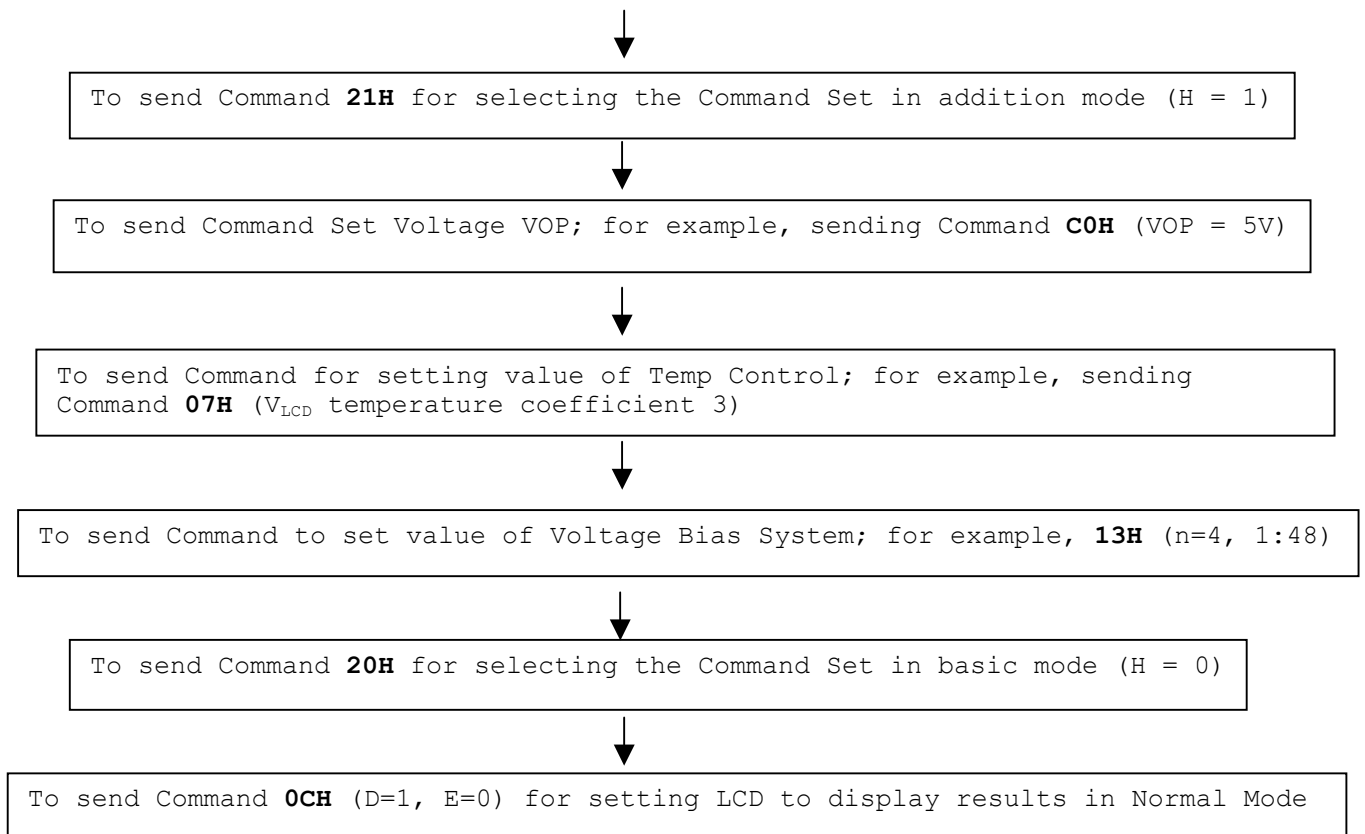 To send Command 21H for selecting the Command Set in addition mode (H = 1)
To send Command Set Voltage VOP; for example, sending Command C0H (VOP = 5V)
To send Command for setting value of Temp Control; for example, sending
Command 07H (VLCD temperature coefficient 3)
To send Command to set value of Voltage Bias System; for example, 13H (n=4, 1:48)
To send Command 20H for selecting the Command Set in basic mode (H = 0)
To send Command 0CH (D=1, E=0) for setting LCD to display results in Normal Mode